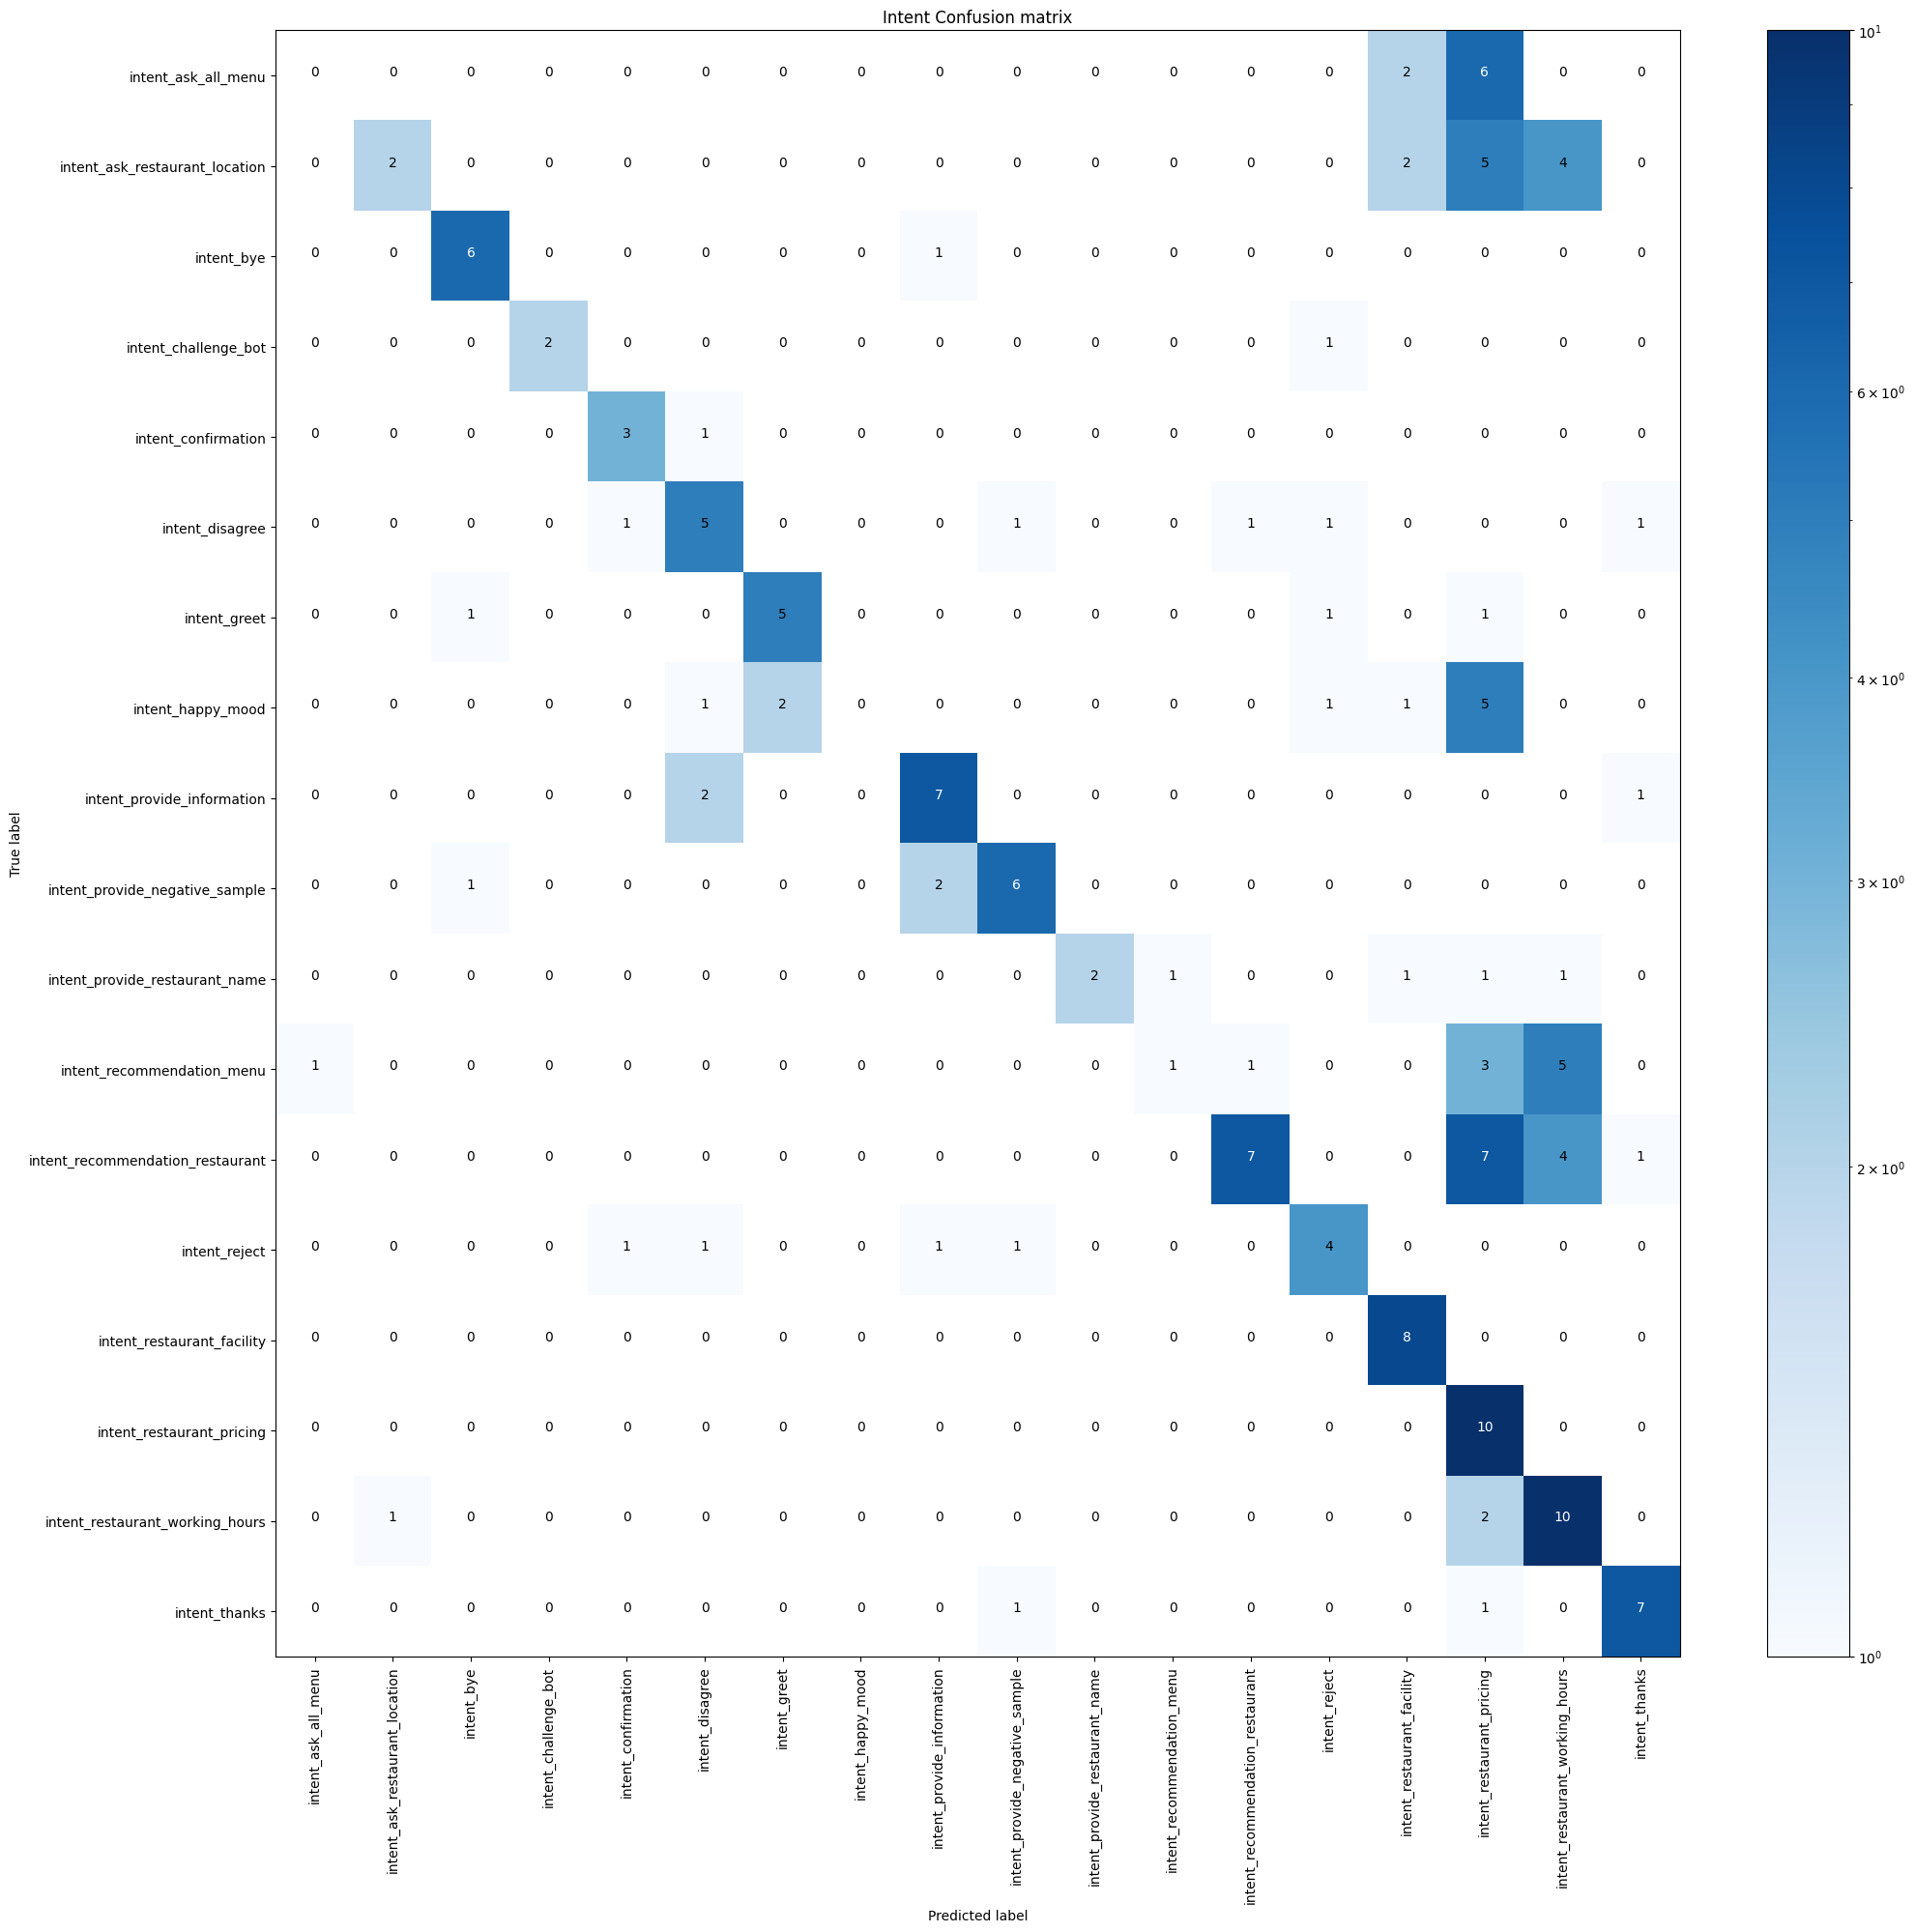 Intent Confusion matrix
intent_ask_all_menu 0 0 0 0 0 0 0 0 0 0 0 0 0 0 2 6 0 0
intent_ask_restaurant_location 0 2 0 0 0 0 0 0 0 0 0 0 0 0 2 5 4 0
intent_bye 0 0 6 0 0 0 0 0 1 0 0 0 0 0 0 0 0 0
intent_challenge_bot 0 0 0 2 0 0 0 0 0 0 0 0 0 1 0 0 0 0
intent_confirmation 0 0 0 0 3 1 0 0 0 0 0 0 0 0 0 0 0 0
intent_disagree 0 0 0 0 1 5 0 0 0 1 0 0 1 1 0 0 0 1
intent_greet 0 0 1 0 0 0 5 0 0 0 0 0 0 1 0 1 0 0
intent_happy_mood 0 0 0 0 0 1 2 0 0 0 0 0 0 1 1 5 0 0
intent_provide_information 0 0 0 0 0 2 0 0 7 0 0 0 0 0 0 0 0 1
intent_provide_negative_sample 0 0 1 0 0 0 0 0 2 6 0 0 0 0 0 0 0 0
intent_provide_restaurant_name 0 0 0 0 0 0 0 0 0 0 2 1 0 0 1 1 1 0
intent_recommendation_menu 1 0 0 0 0 0 0 0 0 0 0 1 1 0 0 3 5 0
intent_recommendation_restaurant 0 0 0 0 0 0 0 0 0 0 0 0 7 0 0 7 4 1
intent_reject 0 0 0 0 1 1 0 0 1 1 0 0 0 4 0 0 0 0
intent_restaurant_facility 0 0 0 0 0 0 0 0 0 0 0 0 0 0 8 0 0 0
intent_restaurant_pricing 0 0 0 0 0 0 0 0 0 0 0 0 0 0 0 10 0 0
intent_restaurant_working_hours 0 1 0 0 0 0 0 0 0 0 0 0 0 0 0 2 10 0
intent_thanks 0 0 0 0 0 0 0 0 0 1 0 0 0 0 0 1 0 7
True label
intent_ask_all_menu
intent_ask_restaurant_location
intent_bye
intent_challenge_bot
intent_confirmation
intent_disagree
intent_greet
intent_happy_mood
intent_provide_information
intent_provide_negative_sample
intent_provide_restaurant_name
intent_recommendation_menu
intent_recommendation_restaurant
intent_reject
intent_restaurant_facility
intent_restaurant_pricing
intent_restaurant_working_hours
intent_thanks
Predicted label
10¹
6 × 10⁰
4 × 10⁰
3 × 10⁰
2 × 10⁰
10⁰